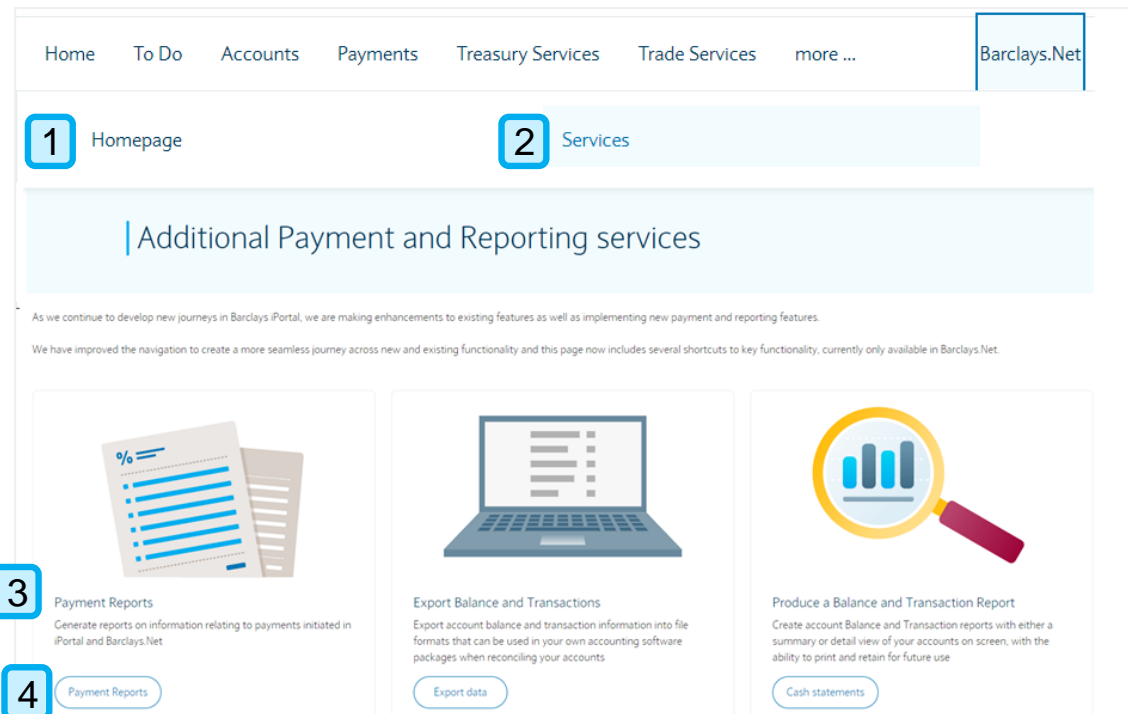 Home To Do Accounts Payments Treasury Services Trade Services more ... Barclays.Net
1 Homepage 2 Services
Additional Payment and Reporting services
As we continue to develop new journeys in Barclays iPortal, we are making enhancements to existing features as well as implementing new payment and reporting features.
We have improved the navigation to create a more seamless journey across new and existing functionality and this page now includes several shortcuts to key functionality, currently only available in Barclays.Net.
%
3
Payment Reports
Generate reports on information relating to payments initiated in
iPortal and Barclays.Net
4 Payment Reports
Export Balance and Transactions
Export account balance and transaction information into file
formats that can be used in your own accounting software
packages when reconciling your accounts
Export data
Produce a Balance and Transaction Report
Create account Balance and Transaction reports with either a
summary or detail view of your accounts on screen, with the
ability to print and retain for future use
Cash statements